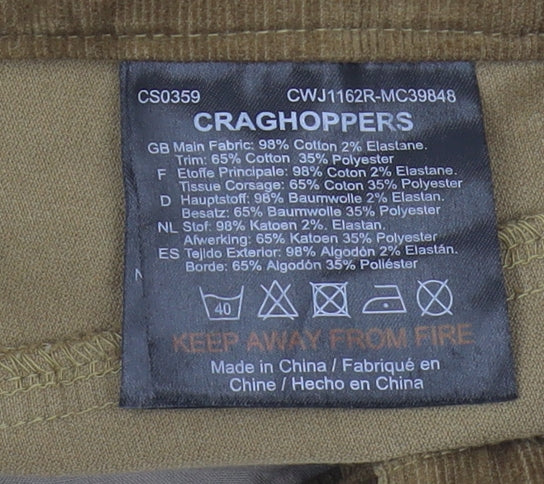 CS0359 CWJ1162R-MC39848
CRAGHOPPERS
GB Main Fabric: 98% Cotton 2% Elastane.
Trim: 65% Cotton 35% Polyester
F Etoffe Principale: 98% Coton 2% Elastane.
Tissue Corsage: 65% Coton 35% Polyester
D Hauptstoff: 98% Baumwolle 2% Elastan.
Besatz: 65% Baumwolle 35% Polyester
NL Stof: 98% Katoen 2%. Elastan.
Afwerking: 65% Katoen 35% Polyester
ES Tejido Exterior: 98% Algodón 2% Elastán.
Borde: 65% Algodón 35% Poliéster
40
KEEP AWAY FROM FIRE
Made in China / Fabriqué en
Chine / Hecho en China